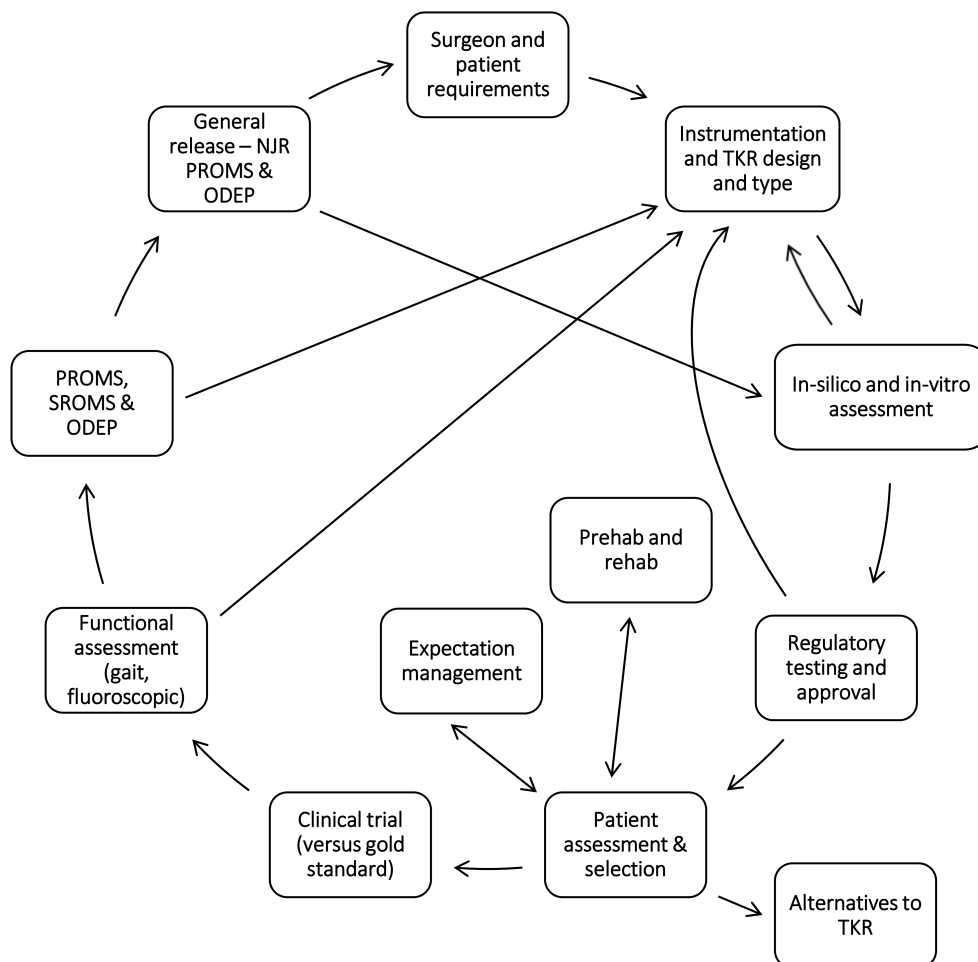 Surgeon and
patient
requirements
Instrumentation
and TKR design
and type
In-silico and in-vitro
assessment
Regulatory
testing and
approval
Patient
assessment &
selection
Alternatives to
TKR
Prehab and
rehab
Expectation
management
Clinical trial
(versus gold
standard)
Functional
assessment
(gait,
fluoroscopic)
PROMS,
SROMS &
ODEP
General
release – NJR
PROMS &
ODEP